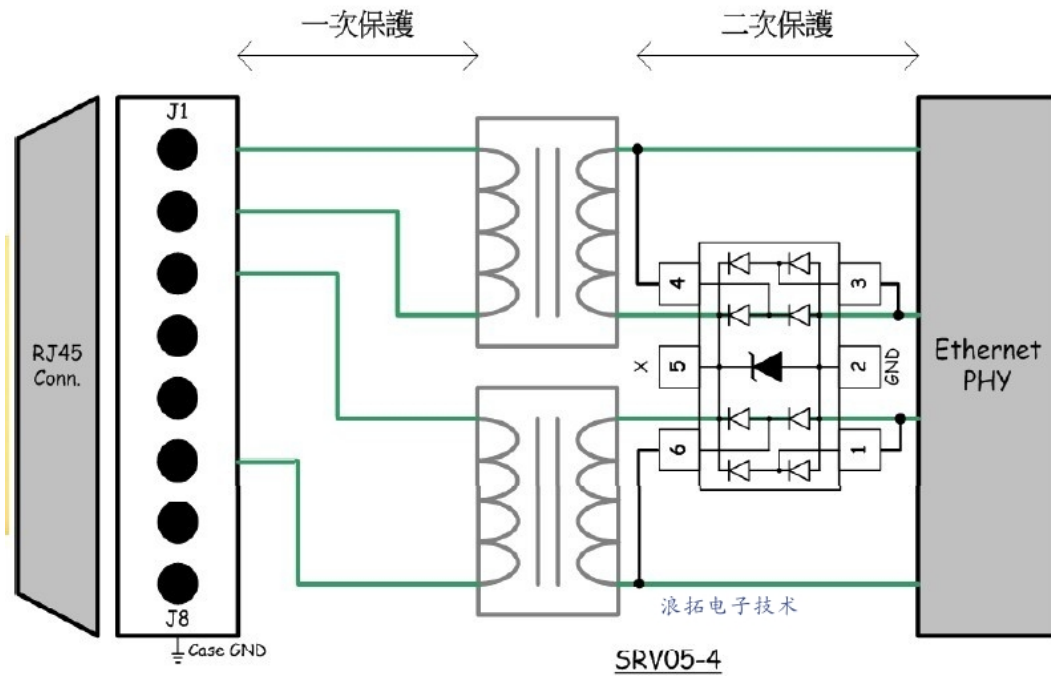 一次保護
二次保護
J1
RJ45
Conn.
J8
Case GND
4
3
X
5
2
GND
6
1
Ethernet
PHY
浪拓电子技术
SRV05-4